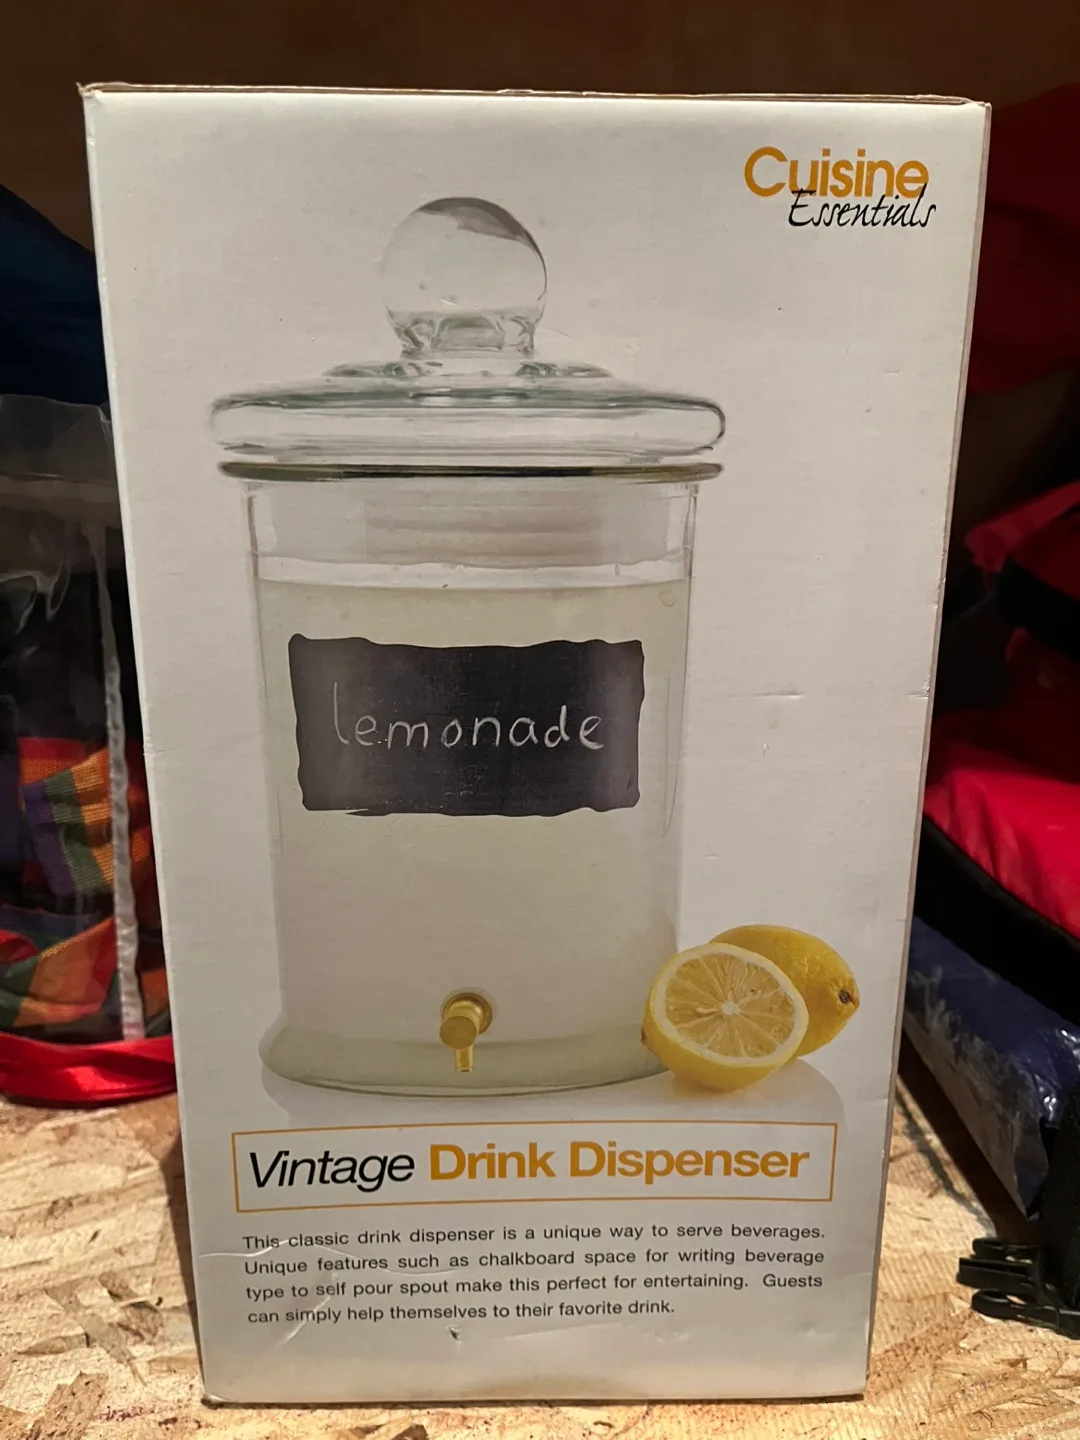 Cuisine
Essentials
lemonade
Vintage Drink Dispenser
This classic drink dispenser is a unique way to serve beverages.
Unique features such as chalkboard space for writing beverage
type to self pour spout make this perfect for entertaining. Guests
can simply help themselves to their favorite drink.